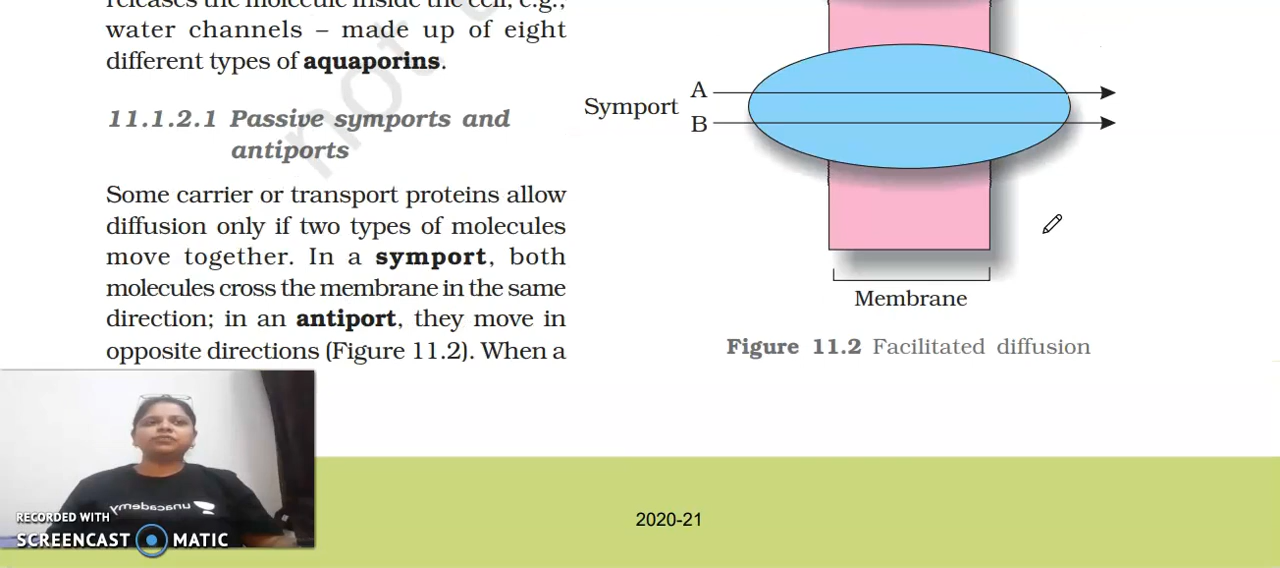 releases the molecule inside the cell, e.g.,
water channels – made up of eight
different types of aquaporins.
11.1.2.1 Passive symports and
antiports
Some carrier or transport proteins allow
diffusion only if two types of molecules
move together. In a symport, both
molecules cross the membrane in the same
direction; in an antiport, they move in
opposite directions (Figure 11.2). When a
not
Symport
A
B
Membrane
Figure 11.2 Facilitated diffusion
unacademy
RECORDED WITH
SCREENCAST MATIC
2020-21